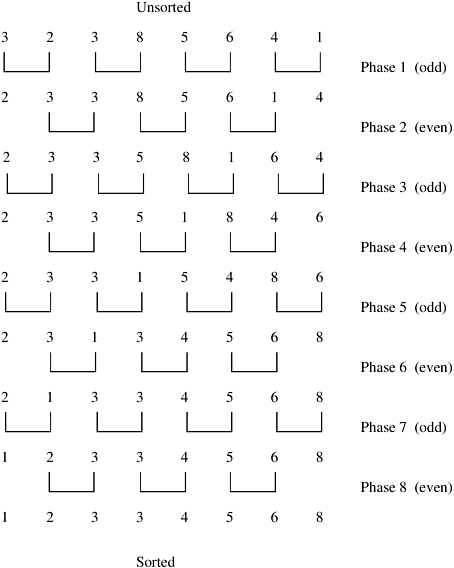 Unsorted
3 2 3 8 5 6 4 1
Phase 1 (odd)
2 3 3 8 5 6 1 4
Phase 2 (even)
2 3 3 5 8 1 6 4
Phase 3 (odd)
2 3 3 5 1 8 4 6
Phase 4 (even)
2 3 3 1 5 4 8 6
Phase 5 (odd)
2 3 1 3 4 5 6 8
Phase 6 (even)
2 1 3 3 4 5 6 8
Phase 7 (odd)
1 2 3 3 4 5 6 8
Phase 8 (even)
1 2 3 3 4 5 6 8
Sorted